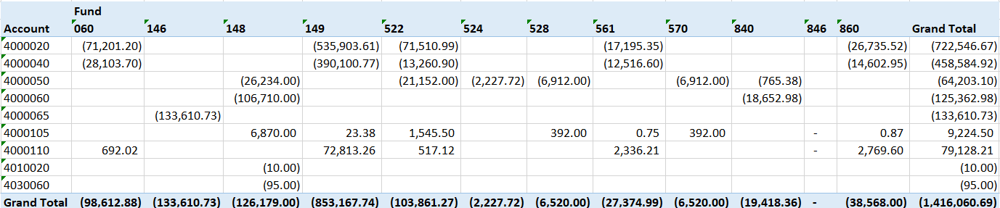 Fund
Account 060 146 148 149 522 524 528 561 570 840 846 860 Grand Total
4000020 (71,201.20) (535,903.61) (71,510.99) (17,195.35) (26,735.52) (722,546.67)
4000040 (28,103.70) (390,100.77) (13,260.90) (12,516.60) (14,602.95) (458,584.92)
4000050 (26,234.00) (21,152.00) (2,227.72) (6,912.00) (6,912.00) (765.38) (64,203.10)
4000060 (106,710.00) (18,652.98) (125,362.98)
4000065 (133,610.73) (133,610.73)
4000105 6,870.00 23.38 1,545.50 392.00 0.75 392.00 - 0.87 9,224.50
4000110 692.02 72,813.26 517.12 2,336.21 - 2,769.60 79,128.21
4010020 (10.00) (10.00)
4030060 (95.00) (95.00)
Grand Total (98,612.88) (133,610.73) (126,179.00) (853,167.74) (103,861.27) (2,227.72) (6,520.00) (27,374.99) (6,520.00) (19,418.36) - (38,568.00) (1,416,060.69)